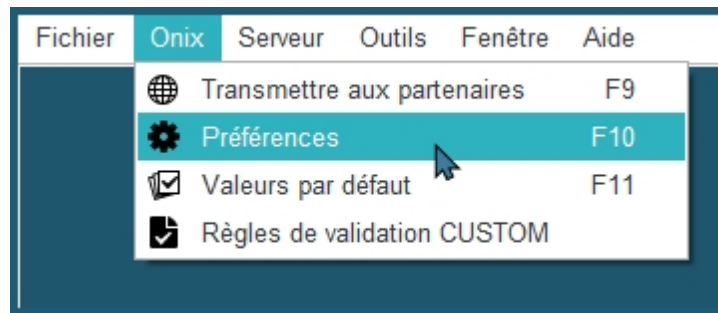 Fichier Onix Serveur Outils Fenêtre Aide
Transmettre aux partenaires F9
Préférences F10
Valeurs par défaut F11
Règles de validation CUSTOM